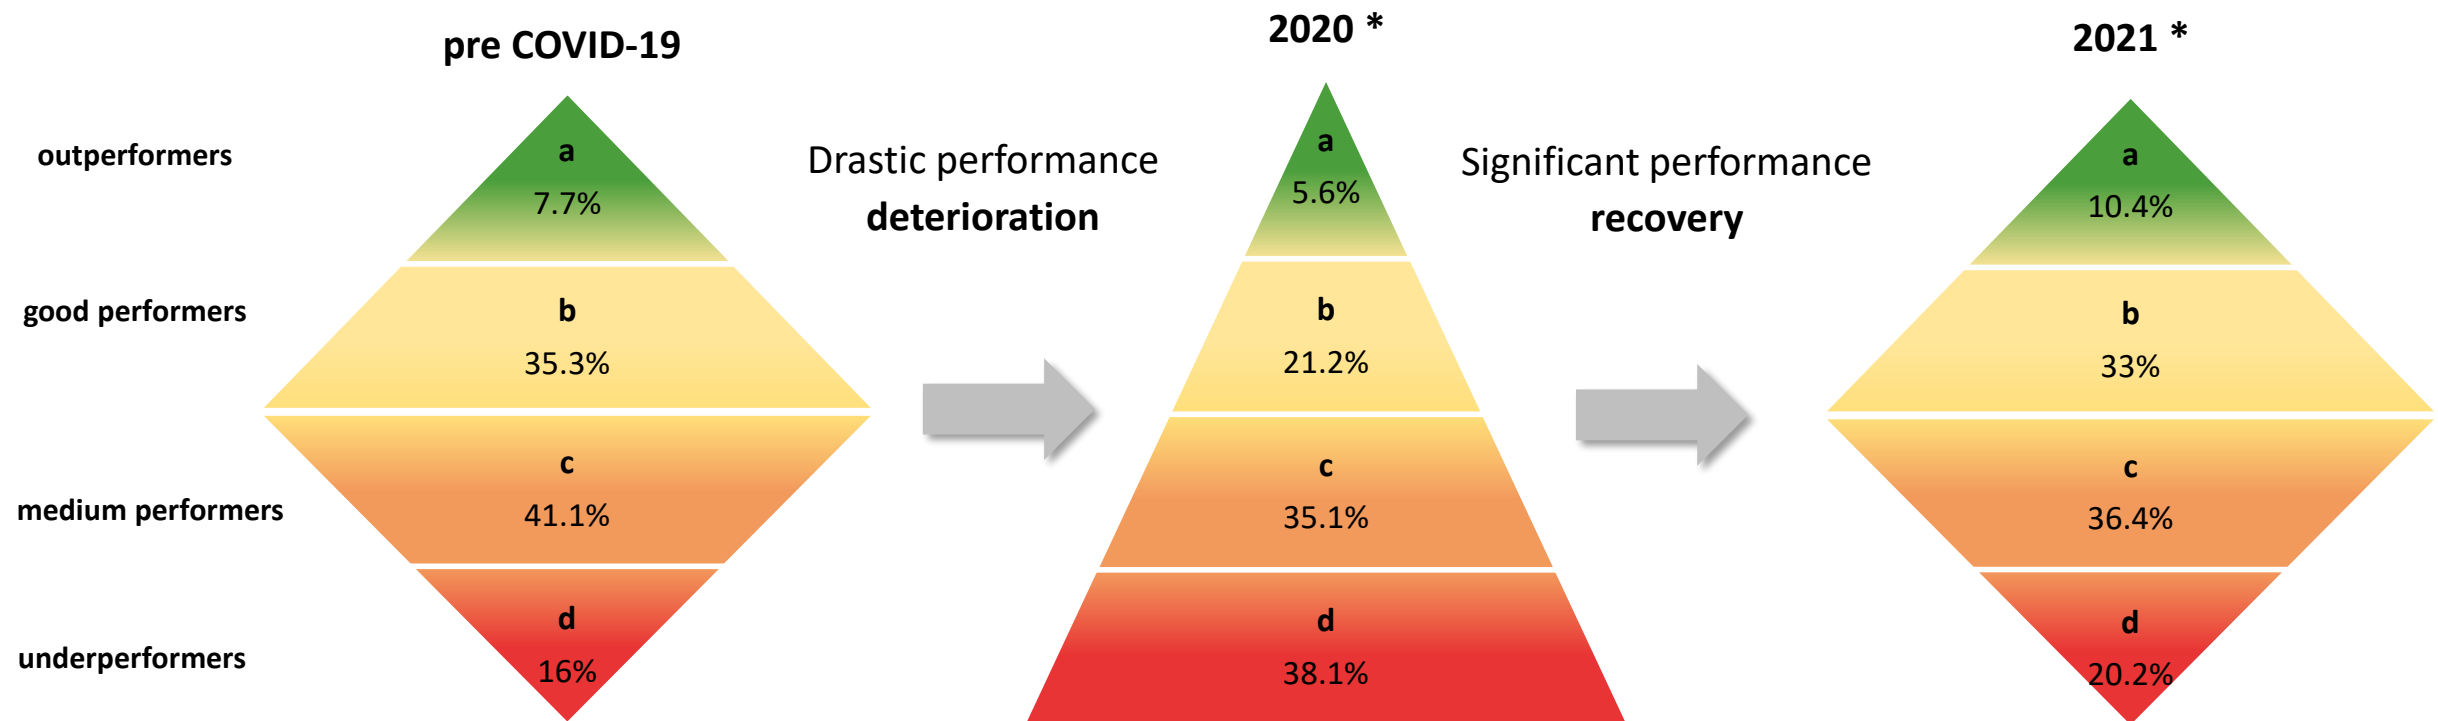 pre COVID-19
2020 *
2021 *
outperformers
good performers
medium performers
underperformers
a
7.7%
b
35.3%
c
41.1%
d
16%
Drastic performance
deterioration
a
5.6%
b
21.2%
c
35.1%
d
38.1%
Significant performance
recovery
a
10.4%
b
33%
c
36.4%
d
20.2%